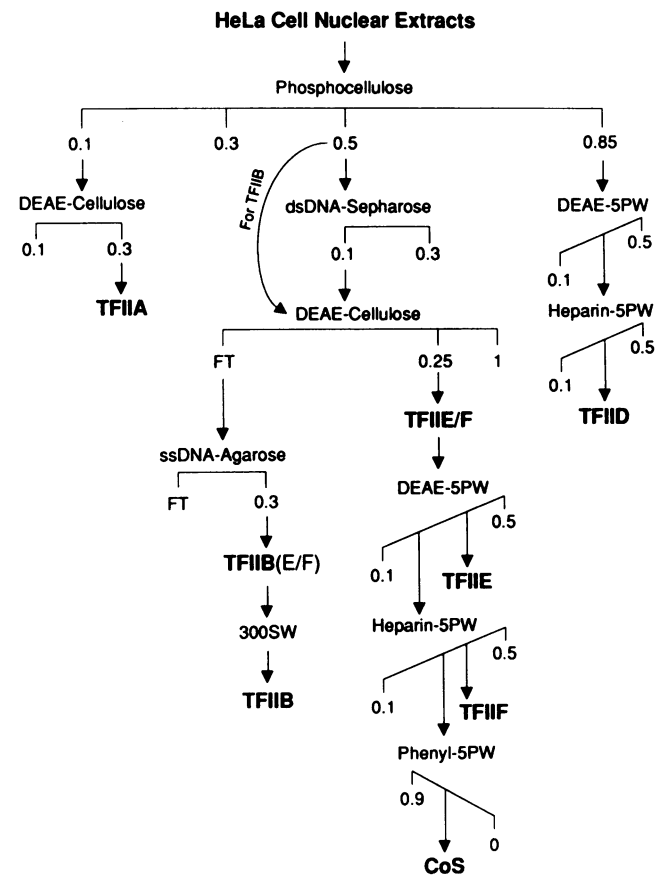 HeLa Cell Nuclear Extracts
Phosphocellulose
0.1 0.3 0.5 0.85
For TFIIB
DEAE-Cellulose dsDNA-Sepharose DEAE-5PW
0.1 0.3 0.1 0.3 0.1 0.5
TFIIA DEAE-Cellulose Heparin-5PW
FT 0.25 1 0.1 0.5
TFIIE/F TFIID
ssDNA-Agarose DEAE-5PW
FT 0.3 0.1 0.5
TFIIB(E/F) TFIIE
300SW Heparin-5PW
0.1 0.5
TFIIB TFIIF
Phenyl-5PW
0.9
0
CoS